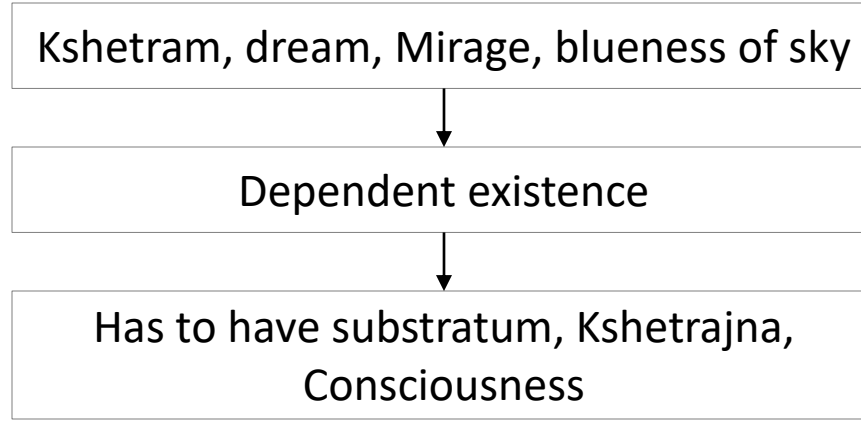 Kshetram, dream, Mirage, blueness of sky
Dependent existence
Has to have substratum, Kshetrajna,
Consciousness